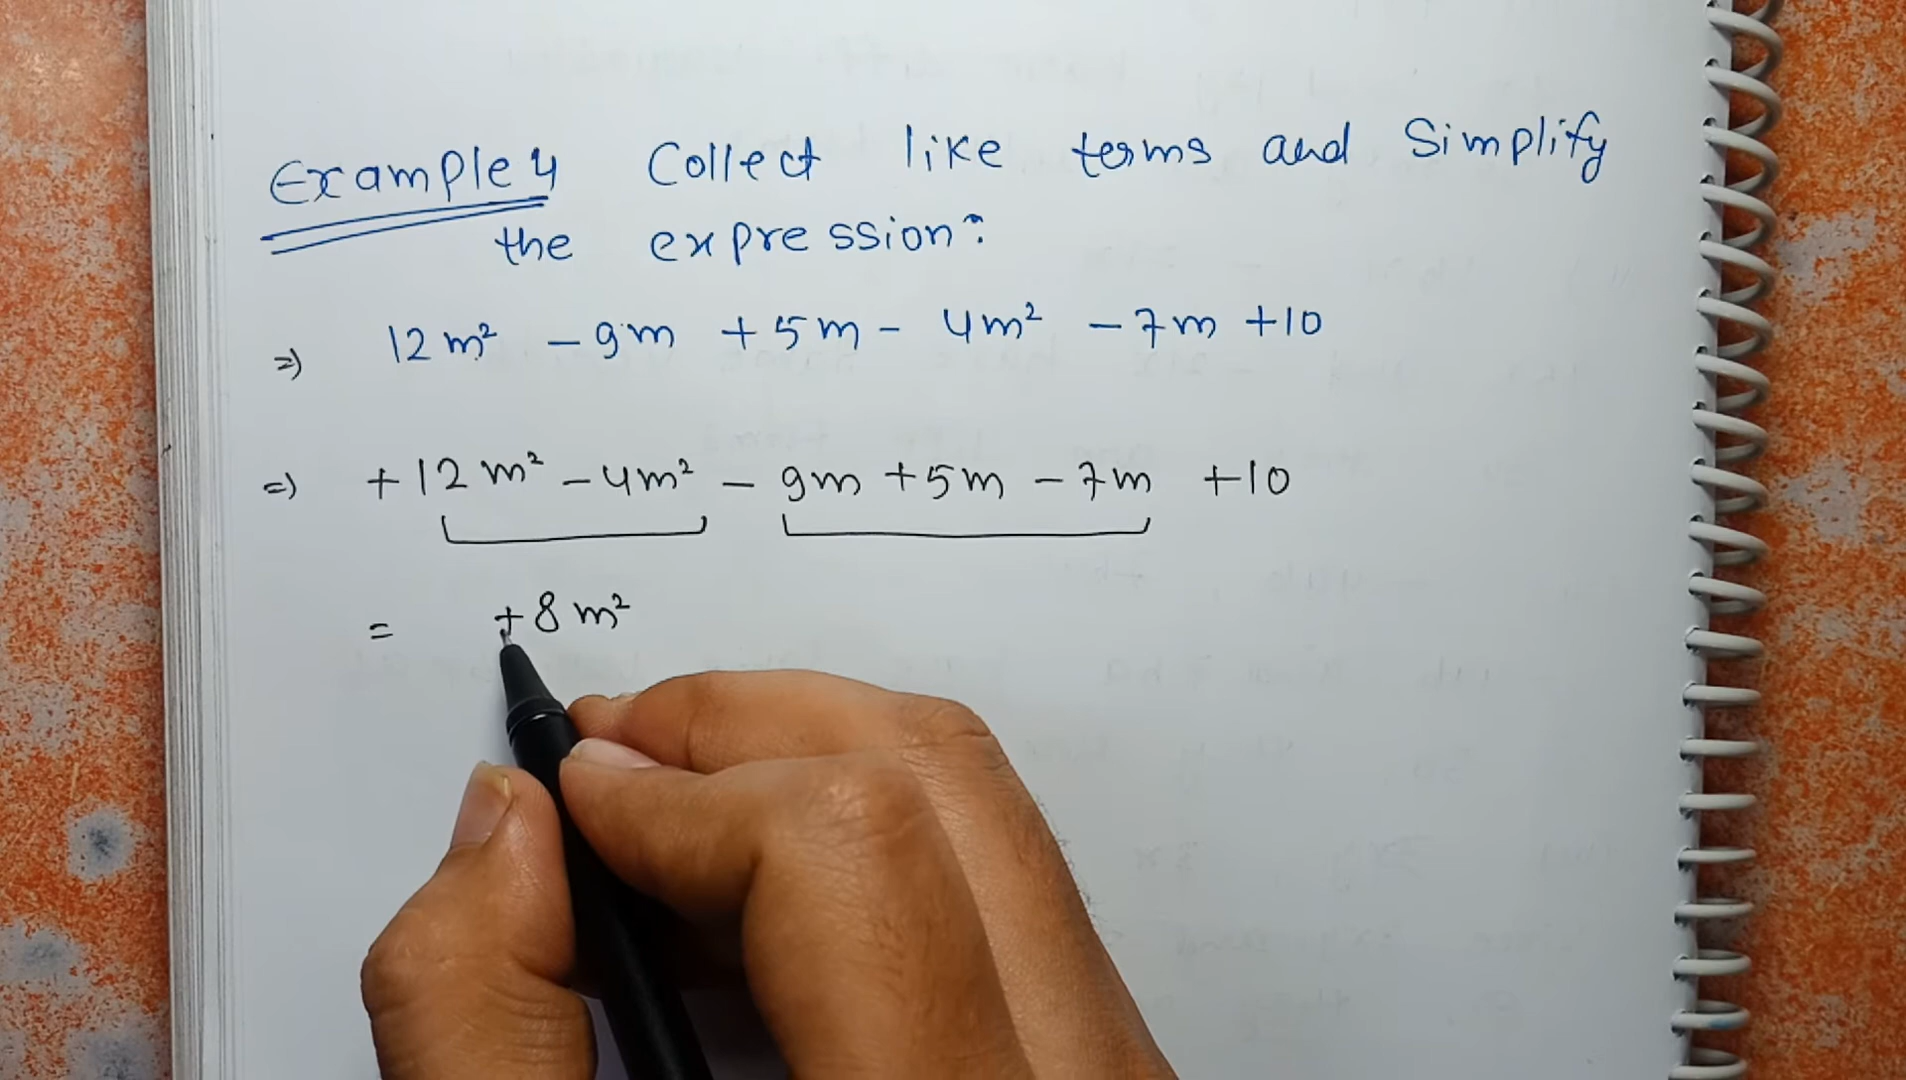 Example 4 Collect like terms and Simplify
the expression:
⇒ 12m² - 9m + 5m - 4m² - 7m + 10
⇒ + 12m² - 4m² - 9m + 5m - 7m + 10
= + 8m²